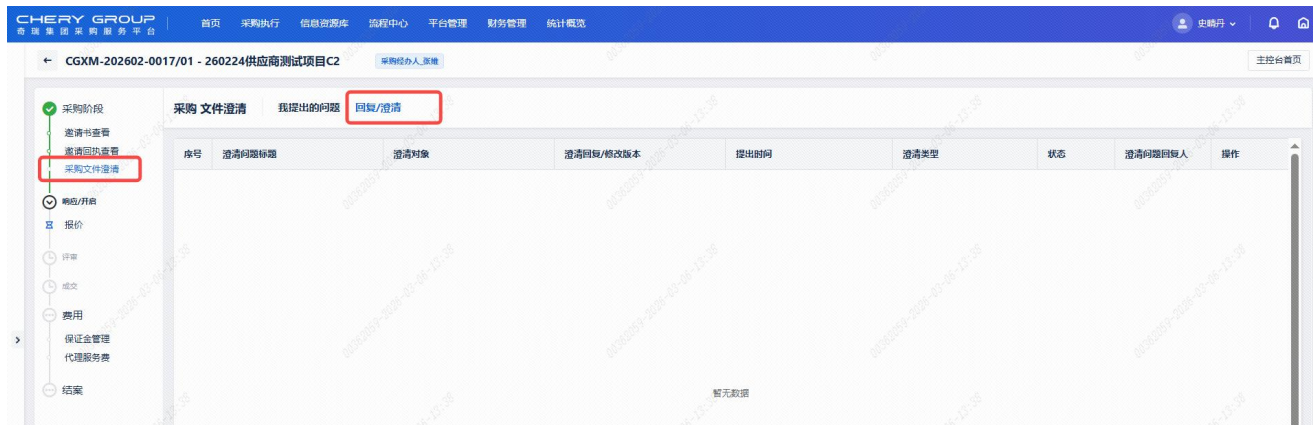 CHERY GROUP
奇瑞集团采购服务平台
首页 采购执行 信息资源库 流程中心 平台管理 财务管理 统计概览
史晴丹
CGXM-202602-0017/01 - 260224供应商测试项目C2
采购经办人_张维
主控台首页
采购阶段
邀请书查看
邀请回执查看
采购文件澄清
响应/开启
报价
评审
成交
费用
保证金管理
代理服务费
结案
采购 文件澄清 我提出的问题 回复/澄清
序号 澄清问题标题 澄清对象 澄清回复/修改版本 提出时间 澄清类型 状态 澄清问题回复人 操作
暂无数据